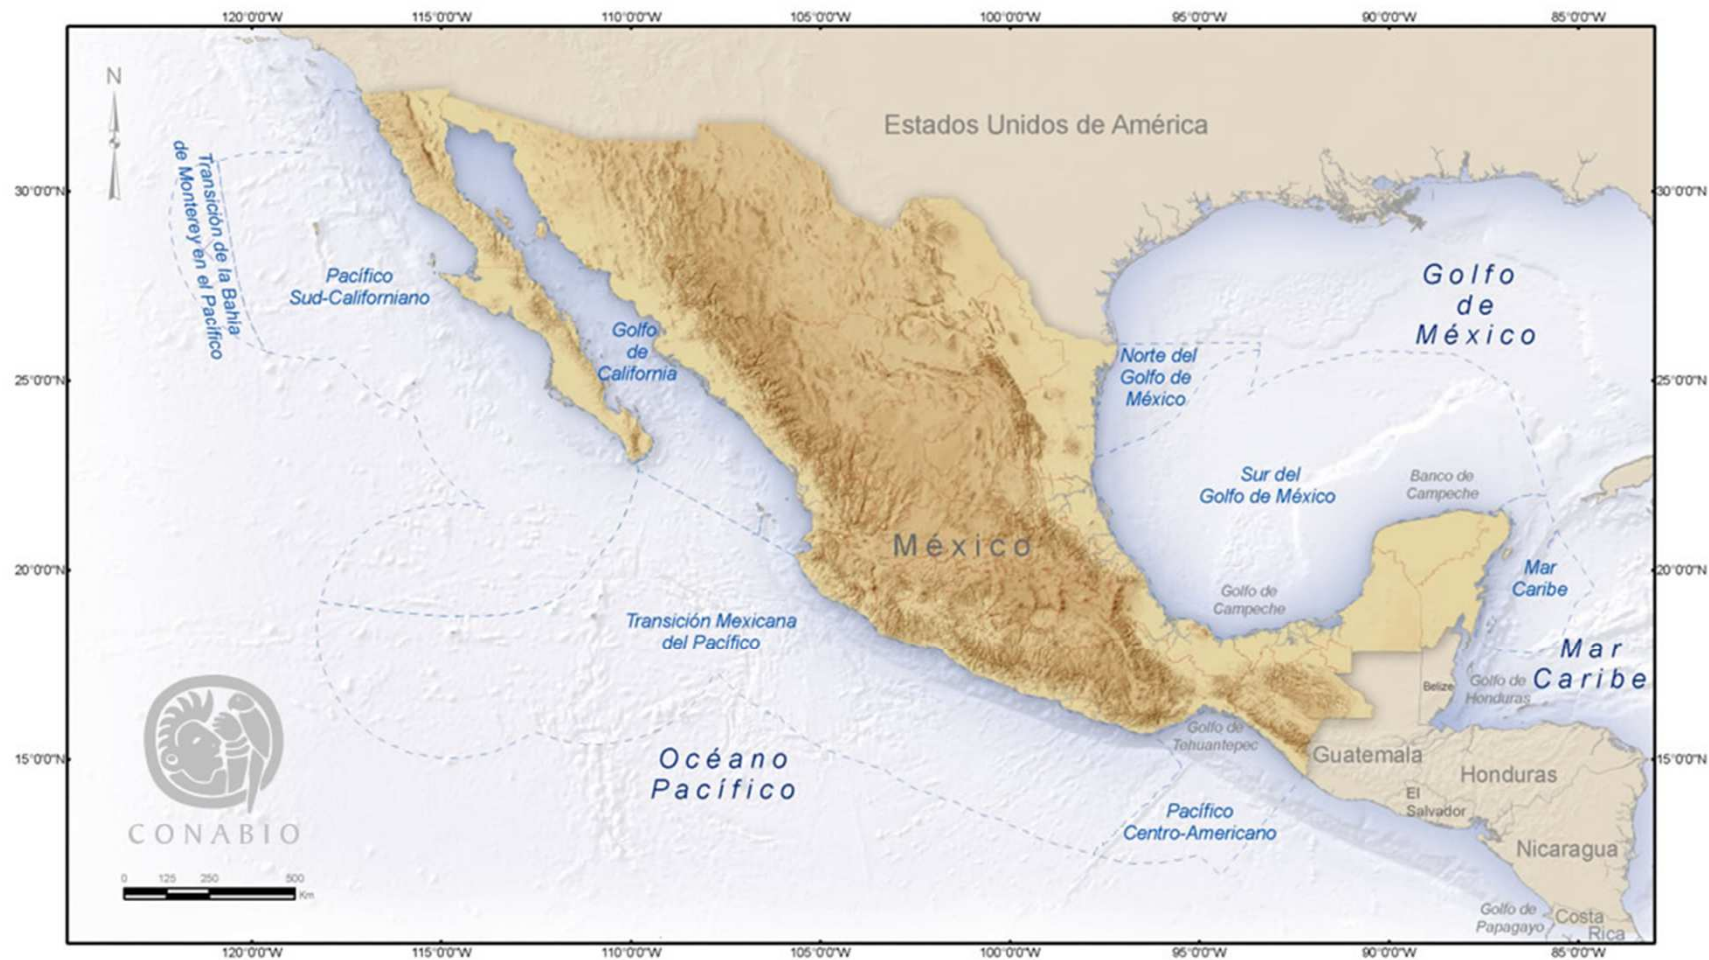 120°0'0"W 115°0'0"W 110°0'0"W 105°0'0"W 100°0'0"W 95°0'0"W 90°0'0"W 85°0'0"W
N
Estados Unidos de América
30°0'0"N 30°0'0"N
Transición de la Bahía
de Monterey en el Pacífico
Pacífico
Sud-Californiano
Golfo
de
California
Golfo
de
México
Norte del
Golfo de
México
25°0'0"N 25°0'0"N
Sur del
Golfo de México
Banco de
Campeche
México
20°0'0"N 20°0'0"N
Golfo de
Campeche
Mar
Caribe
Transición Mexicana
del Pacífico
Mar
Caribe
Belize
Golfo de
Honduras
Golfo de
Tehuantepec
Océano
Pacífico
15°0'0"N 15°0'0"N
Guatemala
Honduras
El
Salvador
Pacífico
Centro-Americano
Nicaragua
CONABIO
0 125 250 500
Km
Golfo de
Papagayo
Costa
Rica
120°0'0"W 115°0'0"W 110°0'0"W 105°0'0"W 100°0'0"W 95°0'0"W 90°0'0"W 85°0'0"W